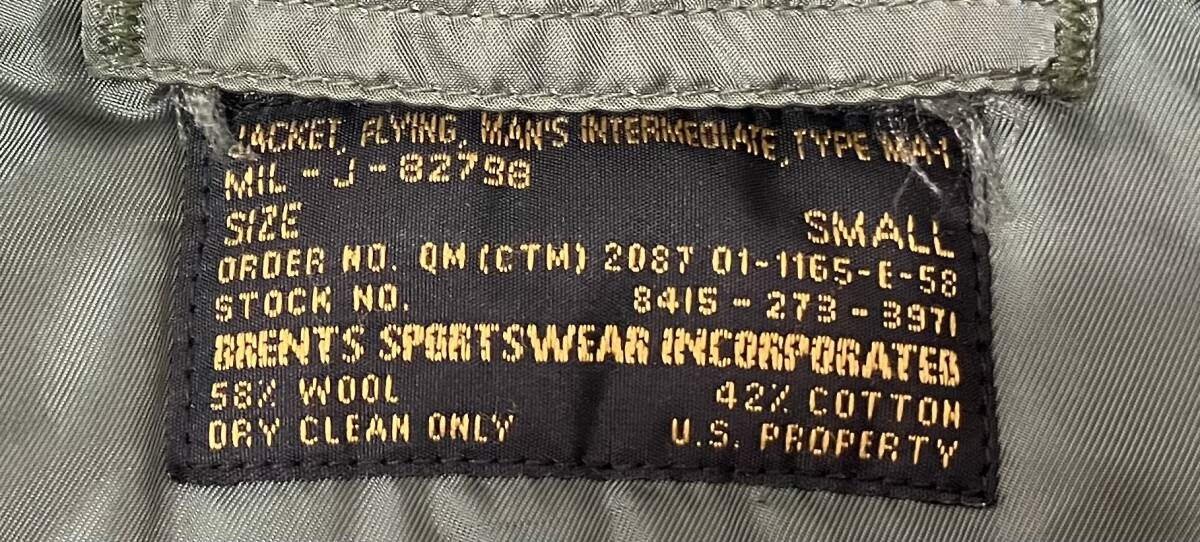 JACKET, FLYING, MAN'S INTERMEDIATE, TYPE MA-1
MIL-J-82798
SIZE SMALL
ORDER NO. QM (CTM) 2087 01-1165-E-58
STOCK NO. 8415-273-3971
BRENTS SPORTSWEAR INCORPORATED
58% WOOL 42% COTTON
DRY CLEAN ONLY U.S. PROPERTY